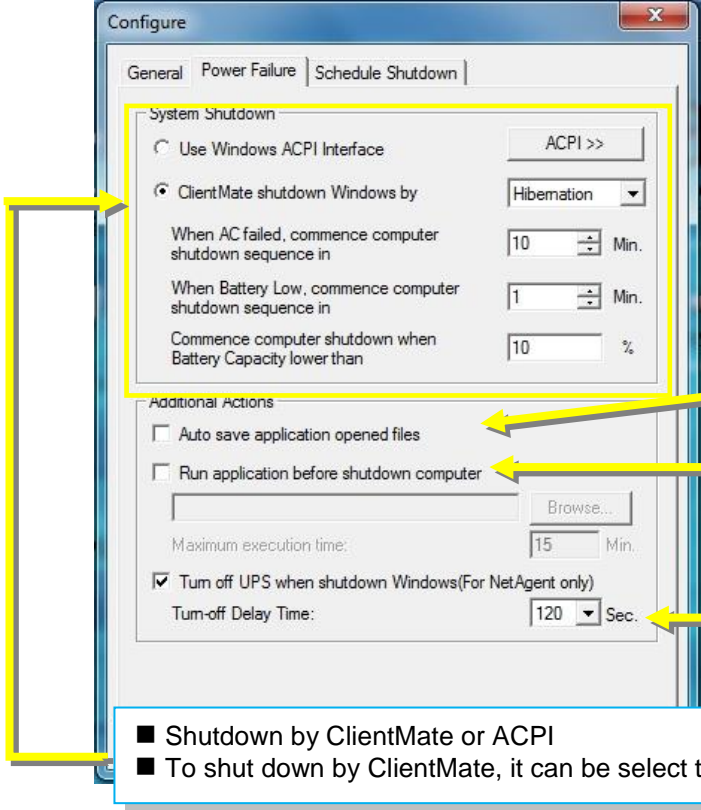 Configure
General Power Failure Schedule Shutdown
System Shutdown
Use Windows ACPI Interface ACPI >>
ClientMate shutdown Windows by Hibernation
When AC failed, commence computer
shutdown sequence in 10 Min.
When Battery Low, commence computer
shutdown sequence in 1 Min.
Commence computer shutdown when
Battery Capacity lower than 10 %
Additional Actions
Auto save application opened files
Run application before shutdown computer
Browse...
Maximum execution time: 15 Min.
Turn off UPS when shutdown Windows(For NetAgent only)
Turn-off Delay Time: 120 Sec.
■ Shutdown by ClientMate or ACPI
■ To shut down by ClientMate, it can be select